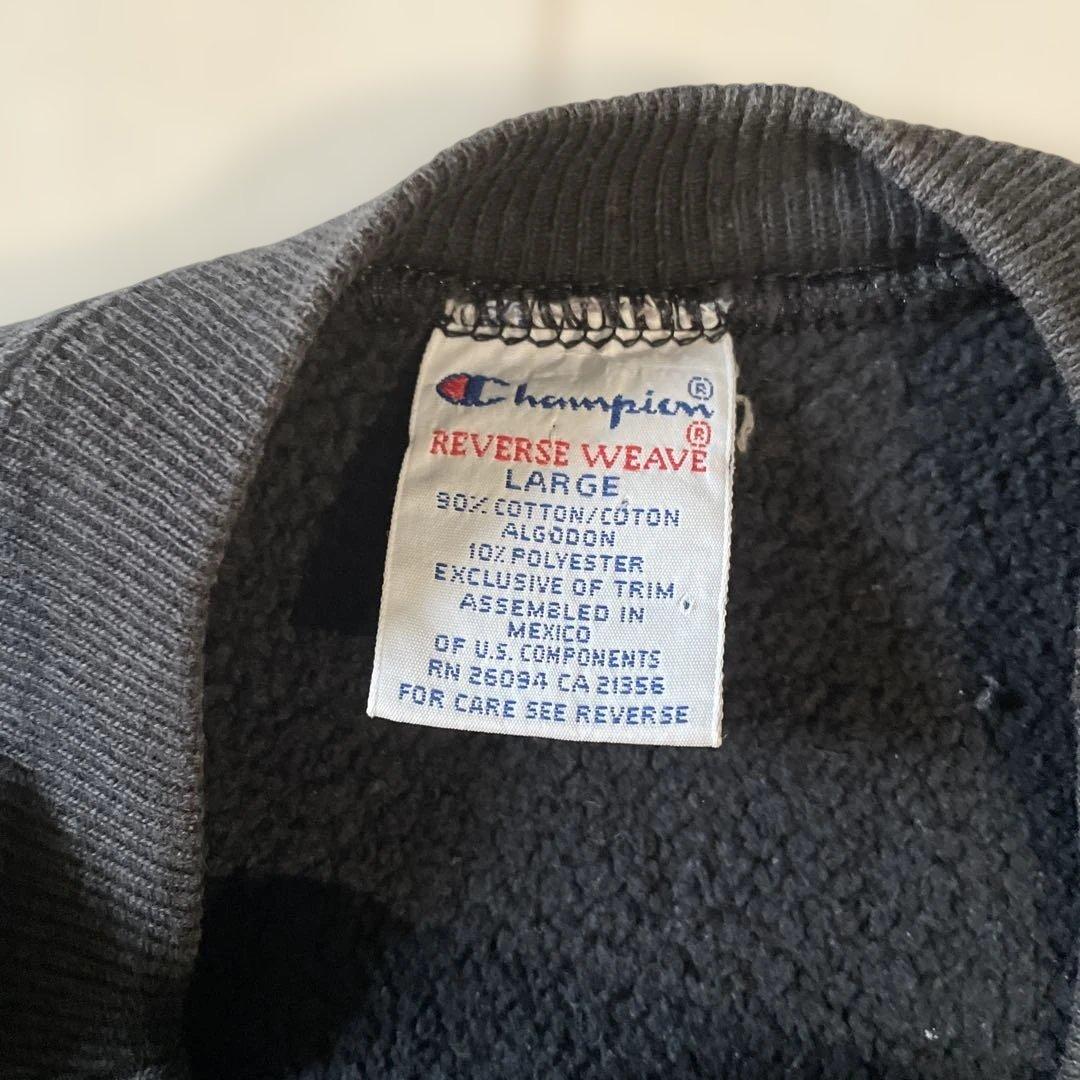 Champion®
REVERSE WEAVE®
LARGE
90% COTTON/COTON
ALGODON
10% POLYESTER
EXCLUSIVE OF TRIM
ASSEMBLED IN
MEXICO
OF U.S. COMPONENTS
RN 26094 CA 21356
FOR CARE SEE REVERSE